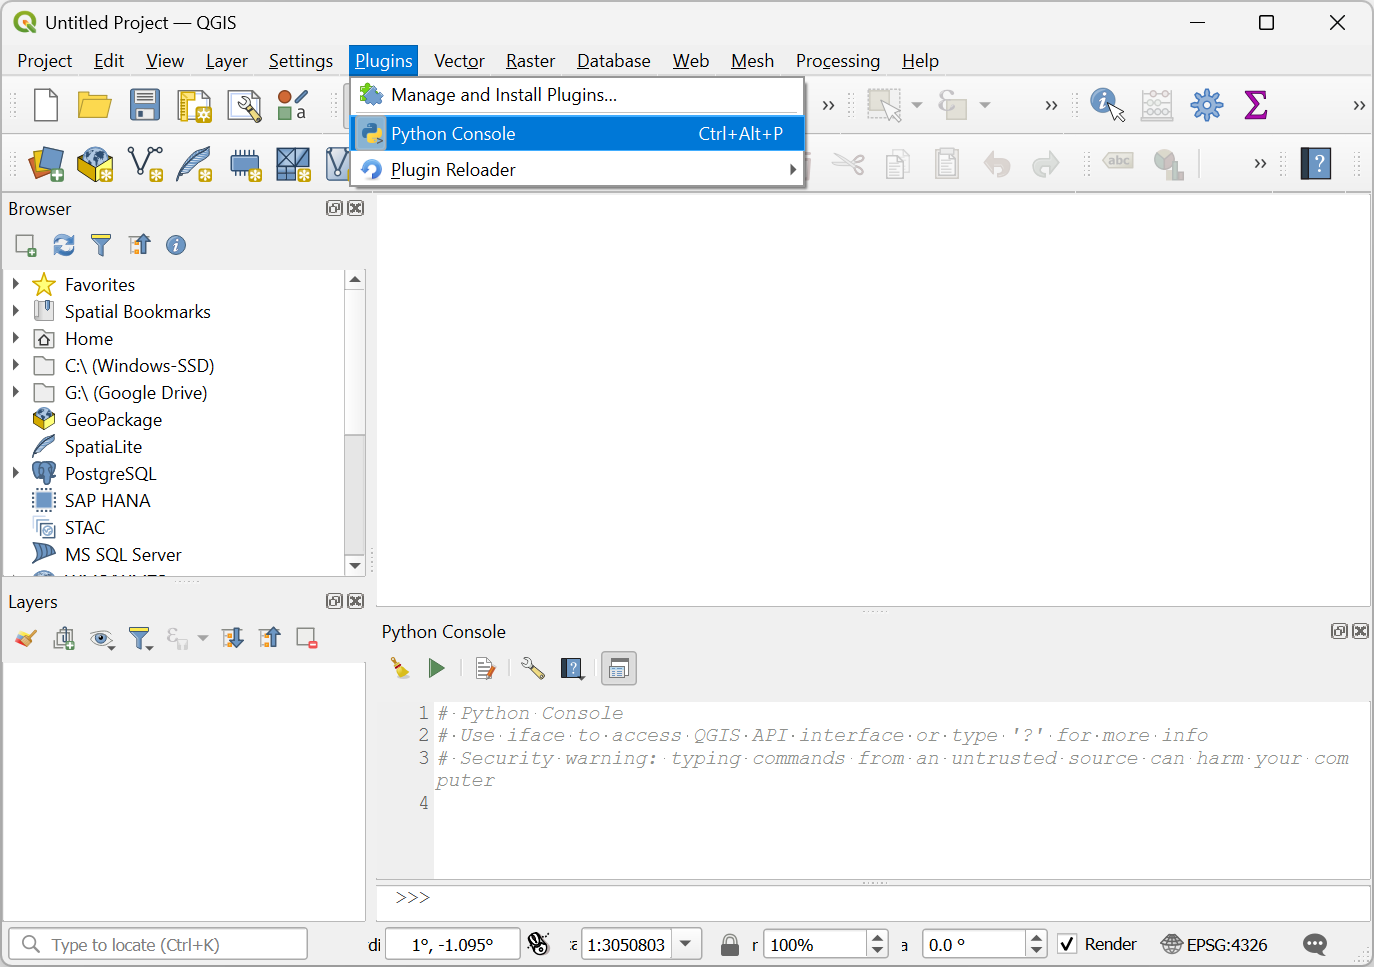 Untitled Project — QGIS
Project Edit View Layer Settings Plugins Vector Raster Database Web Mesh Processing Help
Manage and Install Plugins...
Python Console Ctrl+Alt+P
Plugin Reloader
a
abc
Browser
Favorites
Spatial Bookmarks
Home
C:\ (Windows-SSD)
G:\ (Google Drive)
GeoPackage
SpatiaLite
PostgreSQL
SAP HANA
STAC
MS SQL Server
Layers
Python Console
1 #·Python·Console
2 #·Use·iface·to·access·QGIS·API·interface·or·type·'?'·for·more·info
3 #·Security·warning:·typing·commands·from·an·untrusted·source·can·harm·your·com
puter
4
>>>
Type to locate (Ctrl+K) di 1°, -1.095° :a 1:3050803 r 100% a 0.0 ° Render EPSG:4326